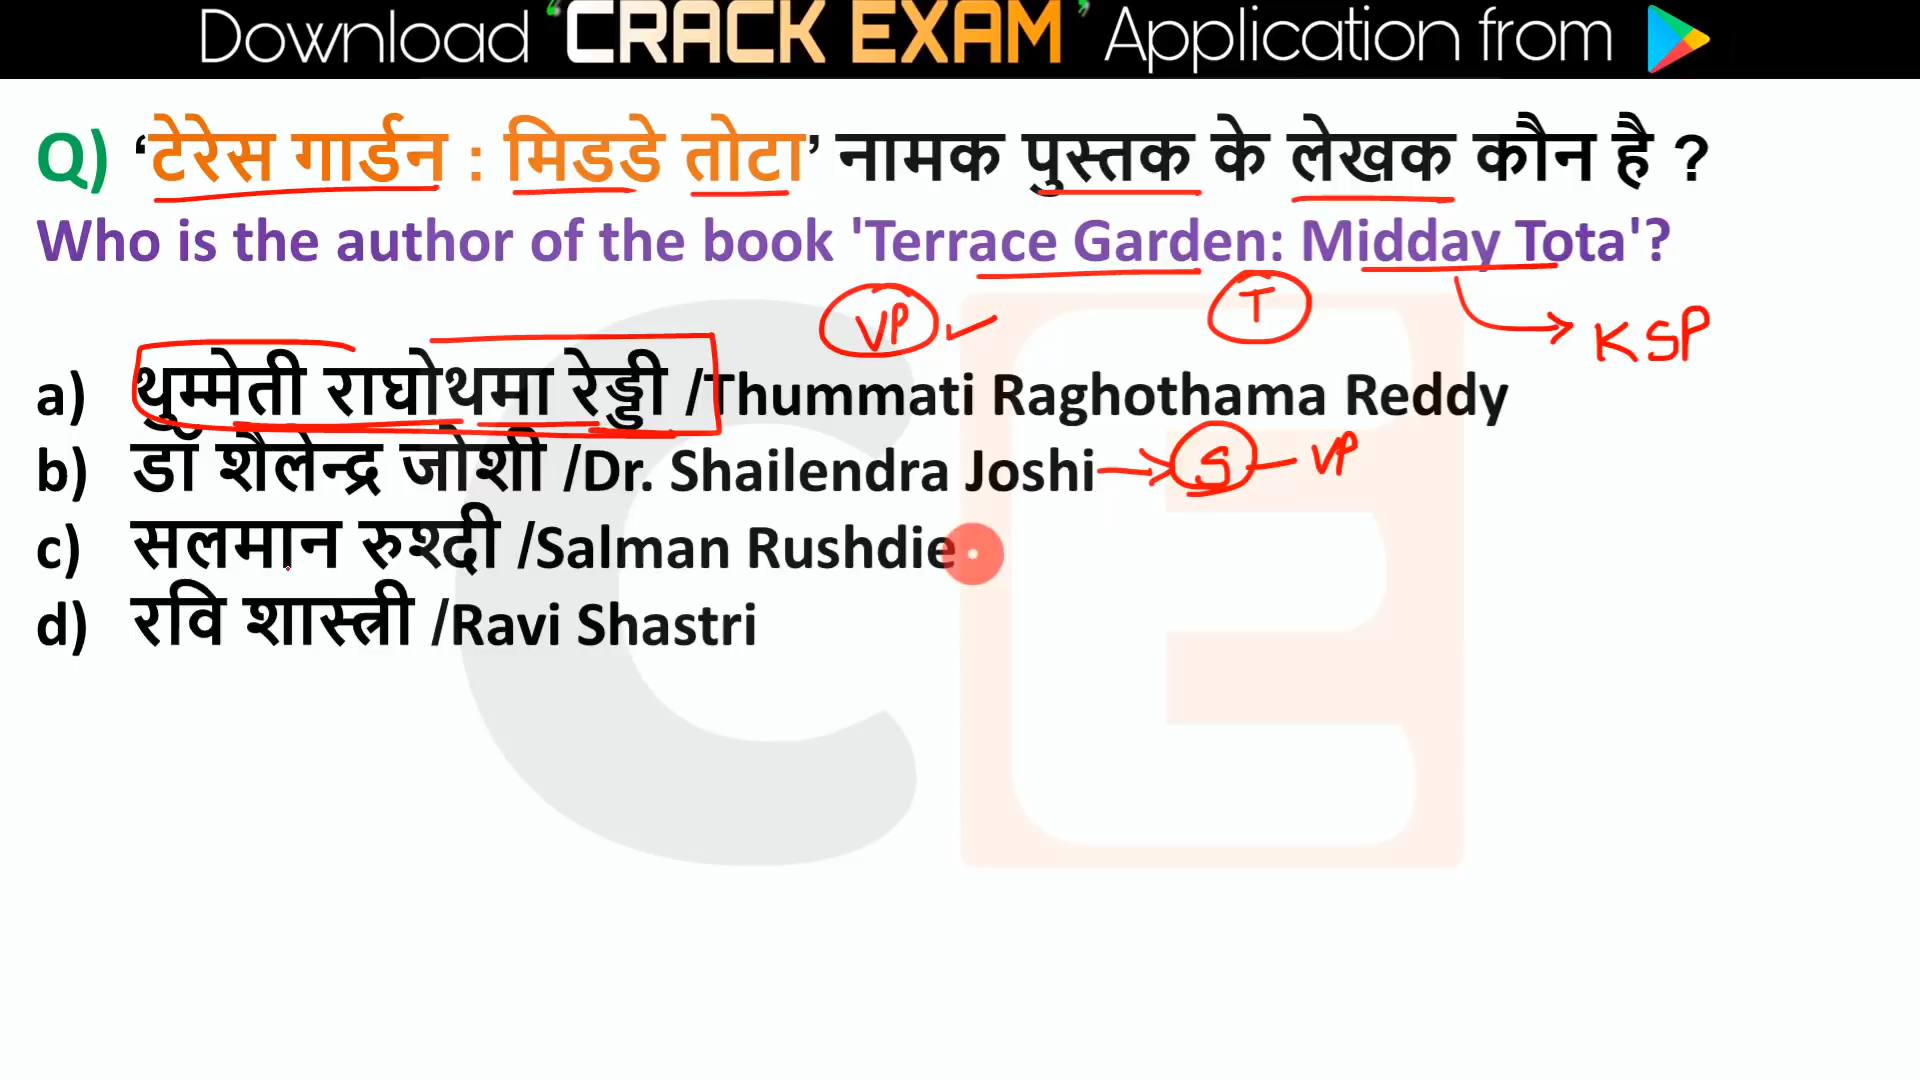 Download 'CRACK EXAM' Application from
Q) ‘टेरेस गार्डन : मिडडे तोटा’ नामक पुस्तक के लेखक कौन है ?
Who is the author of the book 'Terrace Garden: Midday Tota'?
VP T KSP
a) थुम्मेती राघोथमा रेड्डी /Thummati Raghothama Reddy
b) डॉ शैलेन्द्र जोशी /Dr. Shailendra Joshi S VP
c) सलमान रुश्दी /Salman Rushdie
d) रवि शास्त्री /Ravi Shastri
CE